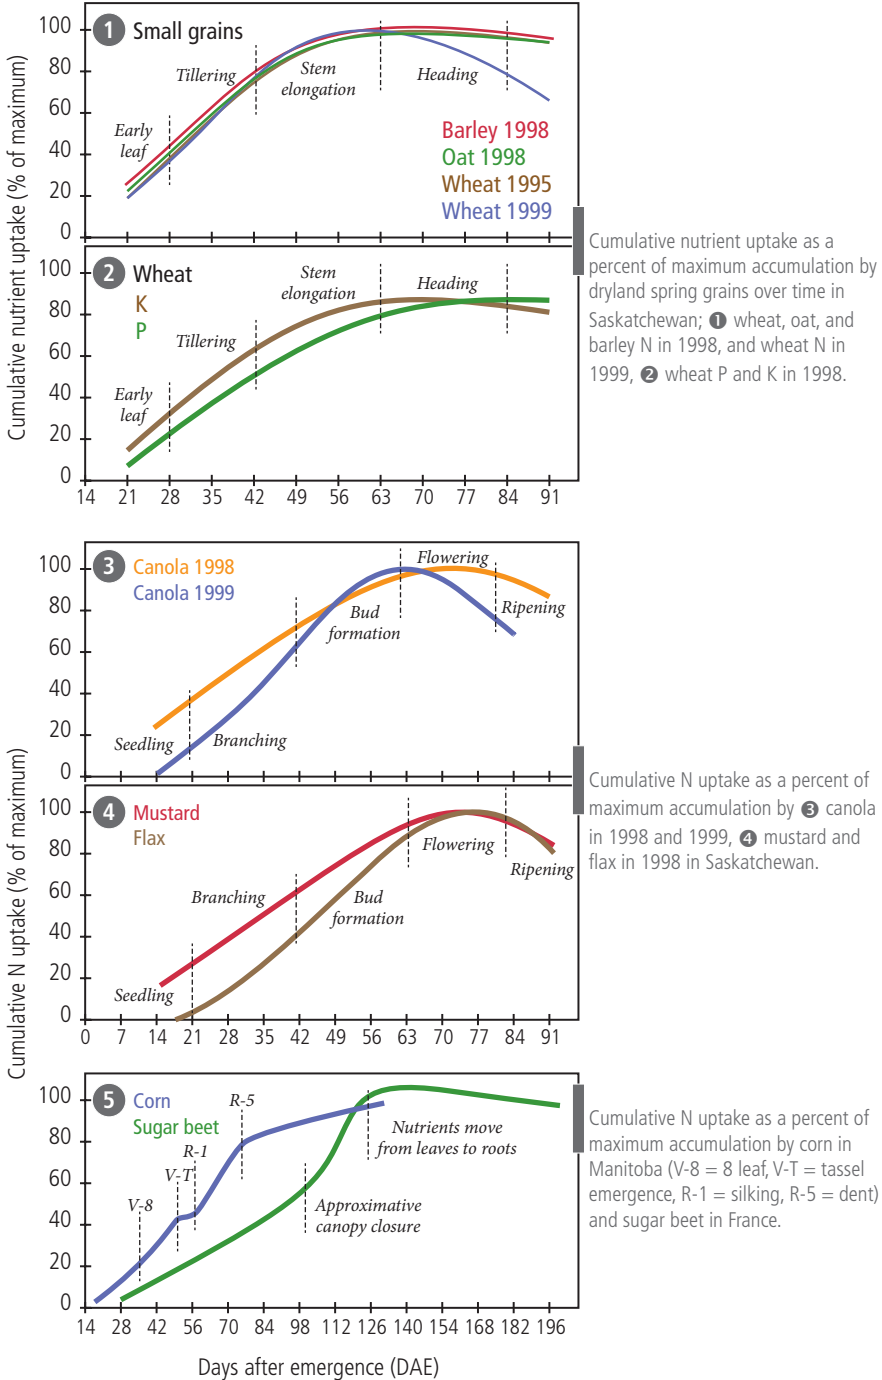 Cumulative nutrient uptake (% of maximum)
1 Small grains
100
80
60
40
20
0
Early
leaf
Tillering
Stem
elongation
Heading
Barley 1998
Oat 1998
Wheat 1995
Wheat 1999
2 Wheat
K
P
100
80
60
40
20
0
Early
leaf
Tillering
Stem
elongation
Heading
14 21 28 35 42 49 56 63 70 77 84 91
Cumulative nutrient uptake as a
percent of maximum accumulation by
dryland spring grains over time in
Saskatchewan; ❶ wheat, oat, and
barley N in 1998, and wheat N in
1999, ❷ wheat P and K in 1998.
Cumulative N uptake (% of maximum)
3 Canola 1998
Canola 1999
100
80
60
40
20
0
Seedling
Branching
Bud
formation
Flowering
Ripening
4 Mustard
Flax
100
80
60
40
20
0
Seedling
Branching
Bud
formation
Flowering
Ripening
0 7 14 21 28 35 42 49 56 63 70 77 84 91
Cumulative N uptake as a percent of
maximum accumulation by ❸ canola
in 1998 and 1999, ❹ mustard and
flax in 1998 in Saskatchewan.
5 Corn
Sugar beet
100
80
60
40
20
0
V-8
V-T
R-1
R-5
Nutrients move
from leaves to roots
Approximative
canopy closure
14 28 42 56 70 84 98 112 126 140 154 168 182 196
Days after emergence (DAE)
Cumulative N uptake as a percent of
maximum accumulation by corn in
Manitoba (V-8 = 8 leaf, V-T = tassel
emergence, R-1 = silking, R-5 = dent)
and sugar beet in France.